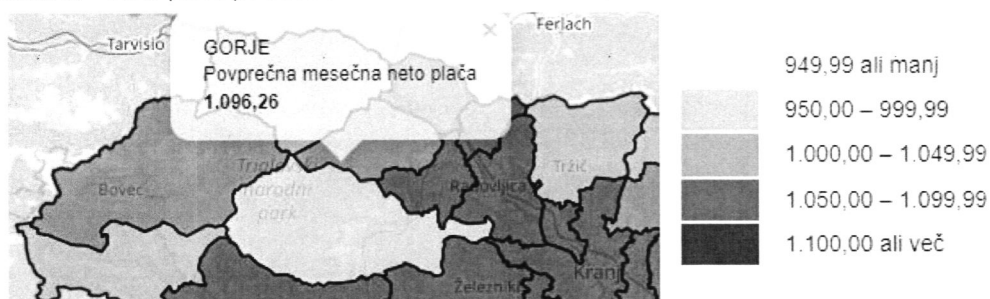 Ferlach
Tarvisio
×
GORJE
Povprečna mesečna neto plača
1.096,26
Bovec
narodni
park
Radovljica
Tržič
Kranj
Železniki
949,99 ali manj
950,00 – 999,99
1.000,00 – 1.049,99
1.050,00 – 1.099,99
1.100,00 ali več